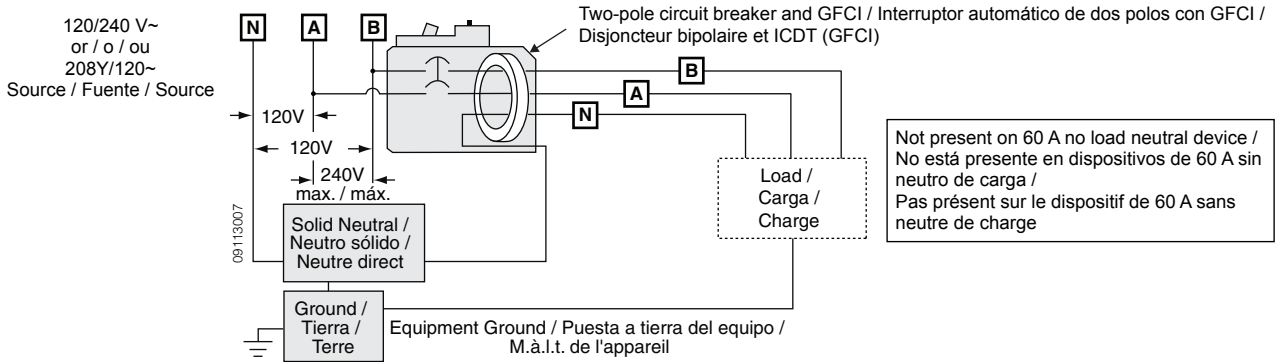 120/240 V~
or / o / ou
208Y/120~
Source / Fuente / Source
N
A
B
Two-pole circuit breaker and GFCI / Interruptor automático de dos polos con GFCI /
Disjoncteur bipolaire et ICDT (GFCI)
B
A
N
120V
120V
240V
max. / máx.
09113007
Solid Neutral /
Neutro sólido /
Neutre direct
Ground /
Tierra /
Terre
Equipment Ground / Puesta a tierra del equipo /
M.à.l.t. de l'appareil
Load /
Carga /
Charge
Not present on 60 A no load neutral device /
No está presente en dispositivos de 60 A sin
neutro de carga /
Pas présent sur le dispositif de 60 A sans
neutre de charge